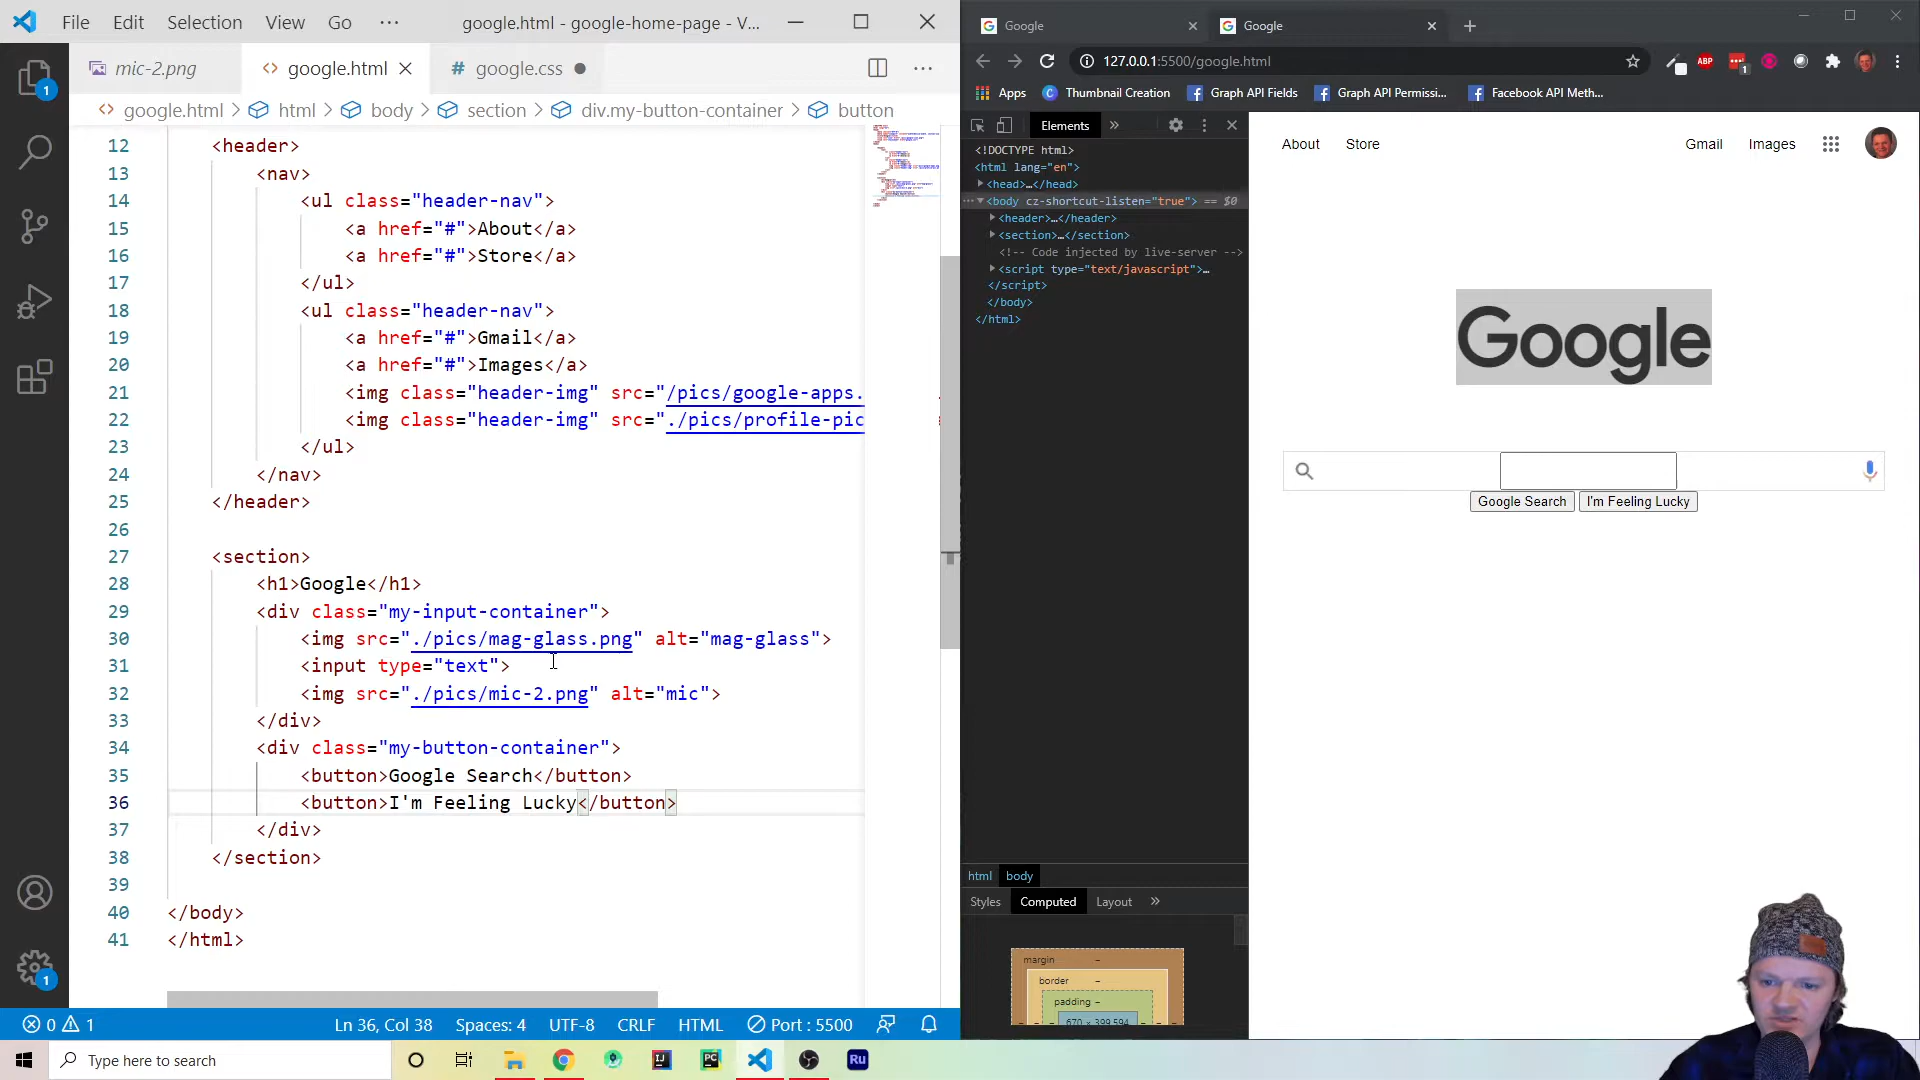 File Edit Selection View Go ··· google.html - google-home-page - V...
mic-2.png <> google.html # google.css
<> google.html > html > body > section > div.my-button-container > button
12 <header>
13 <nav>
14 <ul class="header-nav">
15 <a href="#">About</a>
16 <a href="#">Store</a>
17 </ul>
18 <ul class="header-nav">
19 <a href="#">Gmail</a>
20 <a href="#">Images</a>
21 <img class="header-img" src="/pics/google-apps.
22 <img class="header-img" src="./pics/profile-pic
23 </ul>
24 </nav>
25 </header>
26
27 <section>
28 <h1>Google</h1>
29 <div class="my-input-container">
30 <img src="./pics/mag-glass.png" alt="mag-glass">
31 <input type="text">
32 <img src="./pics/mic-2.png" alt="mic">
33 </div>
34 <div class="my-button-container">
35 <button>Google Search</button>
36 <button>I'm Feeling Lucky</button>
37 </div>
38 </section>
39
40 </body>
41 </html>
1
1
0 1 Ln 36, Col 38 Spaces: 4 UTF-8 CRLF HTML Port : 5500
Type here to search
IJ PC Ru
Google Google
127.0.0.1:5500/google.html ABP 1
Apps Thumbnail Creation Graph API Fields Graph API Permissi... Facebook API Meth...
Elements »
<!DOCTYPE html>
<html lang="en">
<head>…</head>
<body cz-shortcut-listen="true"> == $0
<header>…</header>
<section>…</section>
<!-- Code injected by live-server -->
<script type="text/javascript">…
</script>
</body>
</html>
html body
Styles Computed Layout »
margin –
border –
padding –
670 × 399.594
About Store Gmail Images
Google
Google Search I'm Feeling Lucky